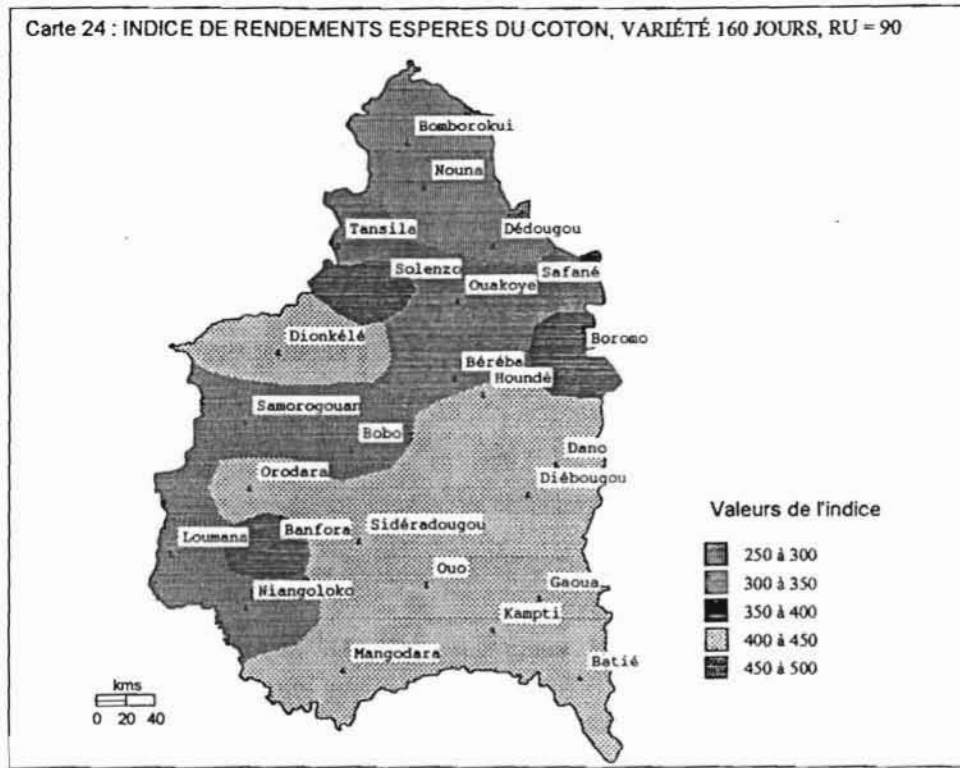 Carte 24 : INDICE DE RENDEMENTS ESPERES DU COTON, VARIÉTÉ 160 JOURS, RU = 90
Bomborokui
Nouna
Tansila
Dédougou
Solenzo
Safané
Ouakoye
Dionkélé
Boromo
Béréba
Houndé
Samorogouan
Bobo
Dano
Orodara
Diébougou
Valeurs de l'indice
Loumana
Banfora
Sidéradougou
250 à 300
Ouo
Gaoua
300 à 350
Niangoloko
Kampti
350 à 400
Mangodara
Batié
400 à 450
450 à 500
kms
0 20 40